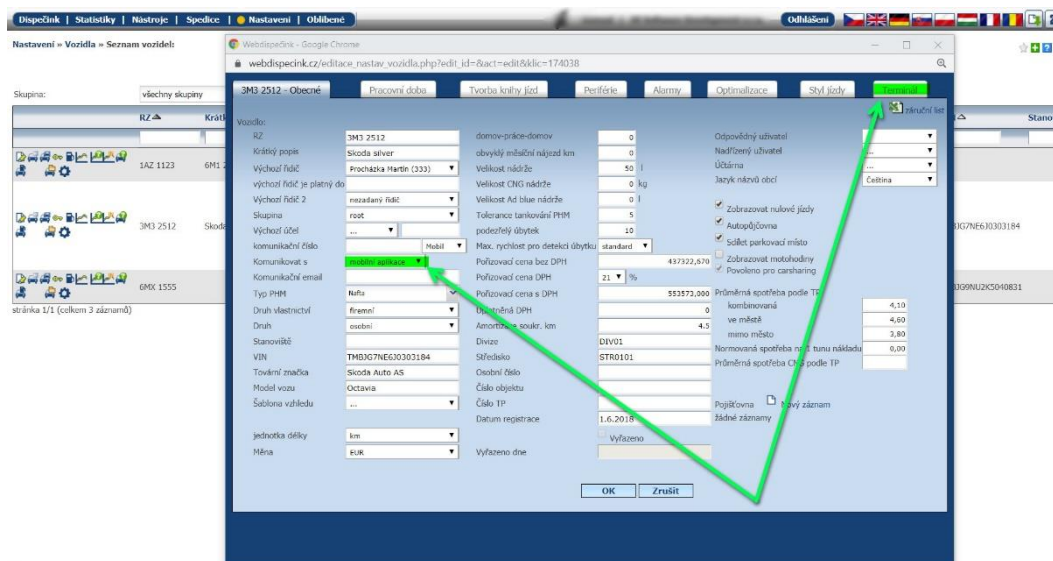 Dispečink | Statistiky | Nástroje | Spedice | Nastavení | Oblíbené
Odhlášení
Nastavení » Vozidla » Seznam vozidel:
Skupina: všechny skupiny
RZ
1AZ 1123
3M3 2512
6MX 1555
stránka 1/1 (celkem 3 záznamů)
Webdispečink - Google Chrome
webdispecink.cz/editace_nastav_vozidla.php?edit_id=&act=edit&klic=174038
3M3 2512 - Obecné
Pracovní doba
Tvorba knihy jízd
Periférie
Alarmy
Optimalizace
Styl jízdy
Terminál
záruční list
Vozidlo:
RZ 3M3 2512
Krátký popis Skoda silver
Výchozí řidič Procházka Martin (333)
výchozí řidič je platný do
Výchozí řidič 2 nezadaný řidič
Skupina root
Výchozí účel ...
komunikační číslo Mobil
Komunikovat s mobilní aplikace
Komunikační email
Typ PHM Nafta
Druh vlastnictví firemní
Druh osobní
Stanoviště
VIN TMBJG7NE6J0303184
Tovární značka Skoda Auto AS
Model vozu Octavia
Šablona vzhledu ...
jednotka délky km
Měna EUR
domov-práce-domov 0
obvyklý měsíční nájezd km 0
Velikost nádrže 50 l
Velikost CNG nádrže 0 kg
Velikost Ad blue nádrže 0 l
Tolerance tankování PHM 5
podezřelý úbytek 10
Max. rychlost pro detekci úbytku standard
Pořizovací cena bez DPH 437322,670
Pořizovací cena DPH 21 %
Pořizovací cena s DPH 553573,000
DPH 0
Amortizace soukr. km 4.5
Divize DIV01
Středisko STR0101
Osobní číslo
Číslo objektu
Číslo TP
Datum registrace 1.6.2018
Vyřazeno
Vyřazeno dne
Odpovědný uživatel
Nadřízený uživatel ...
Účtárna ...
Jazyk názvů obcí Čeština
Zobrazovat nulové jízdy
Autopůjčovna
Sdílet parkovací místo
Zobrazovat motohodiny
Povoleno pro carsharing
Průměrná spotřeba podle TP
kombinovaná 4,10
ve městě 4,60
mimo město 3,80
Normovaná spotřeba na 1 tunu nákladu 0,00
Průměrná spotřeba CNG podle TP
Pojišťovna Nový záznam
žádné záznamy
OK
Zrušit